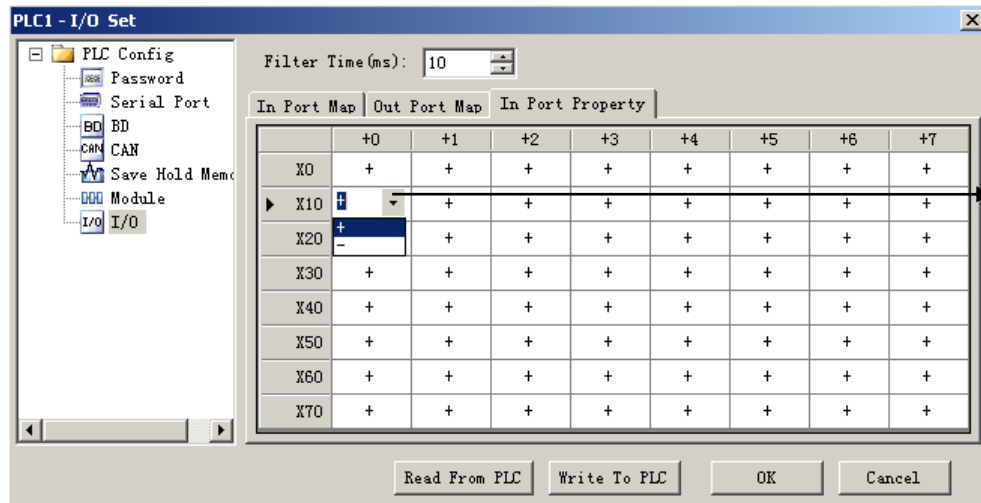 PLC1 - I/O Set
PLC Config
Password
Serial Port
BD BD
CAN CAN
Save Hold Memo
Module
I/O I/O
Filter Time(ms): 10
In Port Map Out Port Map In Port Property
+0 +1 +2 +3 +4 +5 +6 +7
X0 + + + + + + + +
X10 + + + + + + + +
+
−
X20 + + + + + + +
X30 + + + + + + + +
X40 + + + + + + + +
X50 + + + + + + + +
X60 + + + + + + + +
X70 + + + + + + + +
Read From PLC Write To PLC OK Cancel